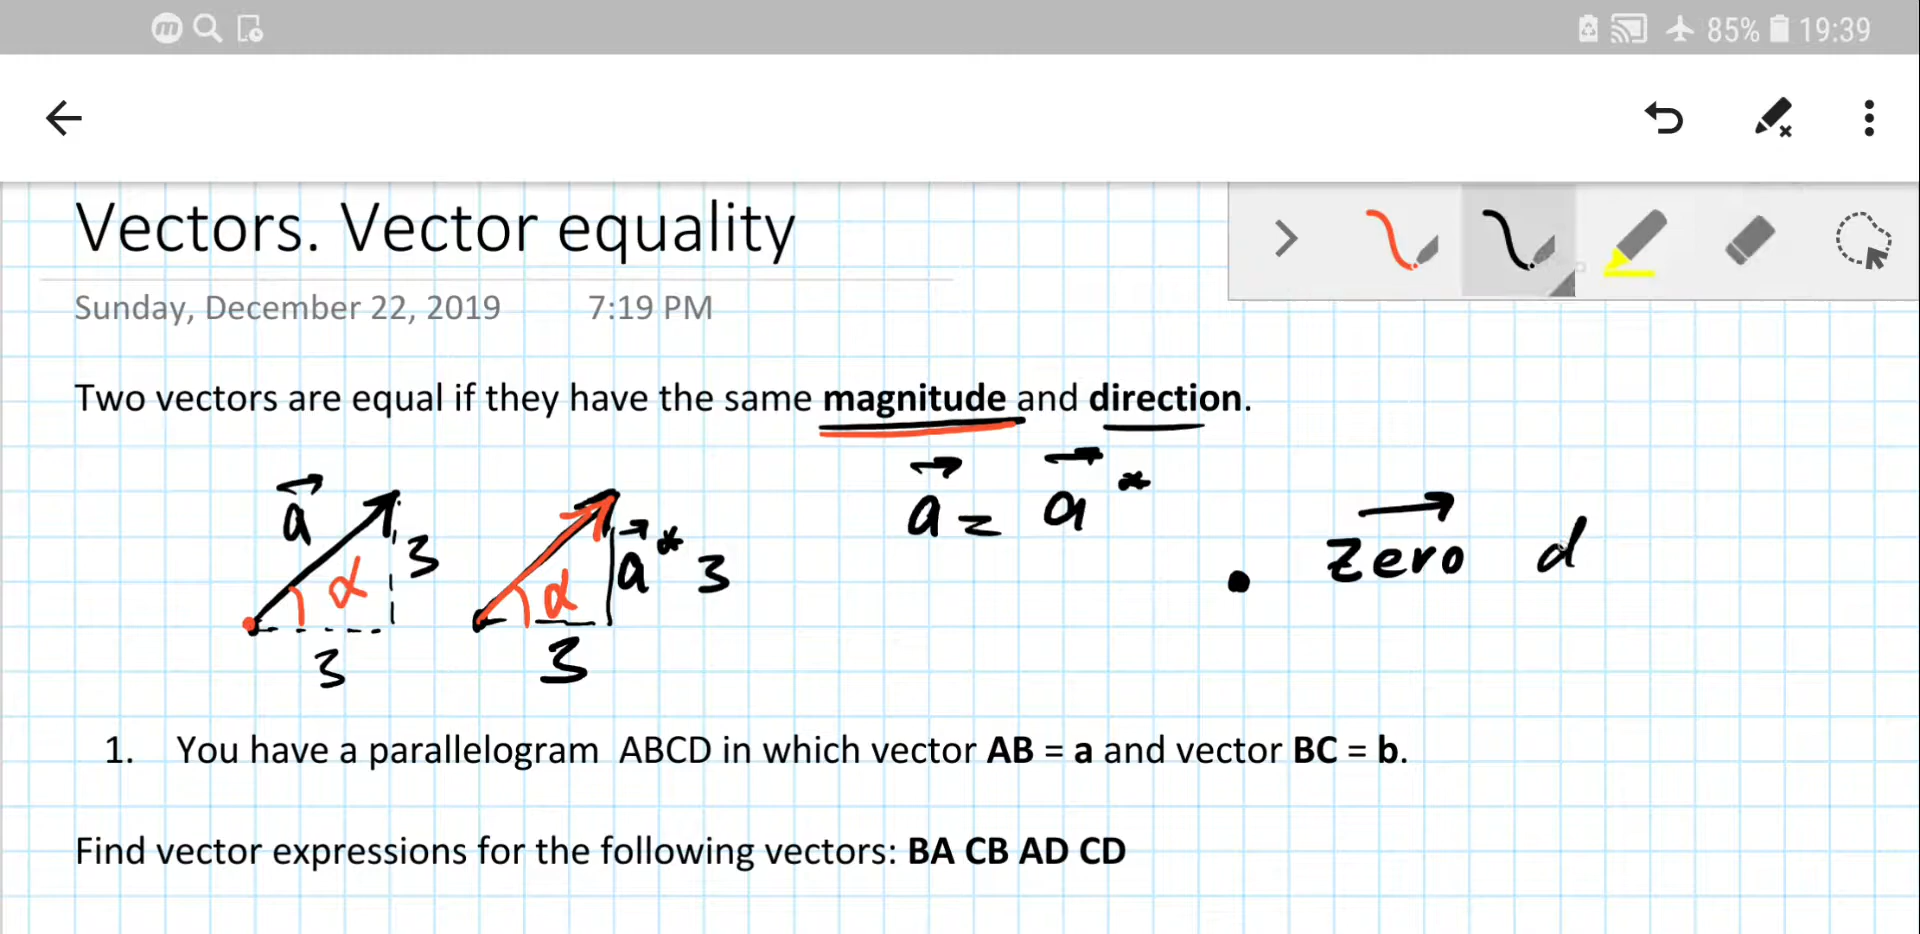 85% 19:39
Vectors. Vector equality
Sunday, December 22, 2019 7:19 PM
Two vectors are equal if they have the same magnitude and direction.
a 3 α 3
a* 3 α 3
a = a*
zero d
1. You have a parallelogram ABCD in which vector AB = a and vector BC = b.
Find vector expressions for the following vectors: BA CB AD CD